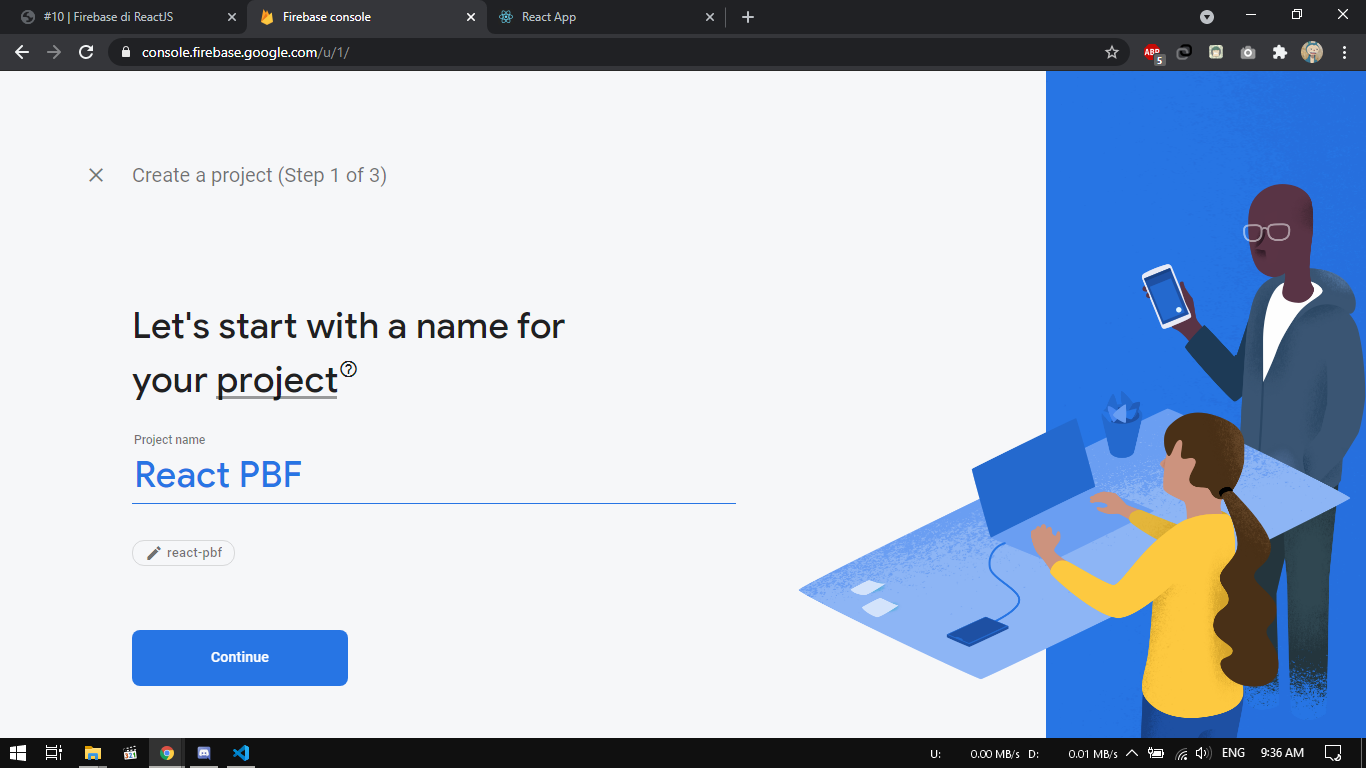 #10 | Firebase di ReactJS
Firebase console
React App
console.firebase.google.com/u/1/
ABP
5
Create a project (Step 1 of 3)
Let's start with a name for
your project
Project name
React PBF
react-pbf
Continue
321
U: 0.00 MB/s D: 0.01 MB/s
ENG
9:36 AM